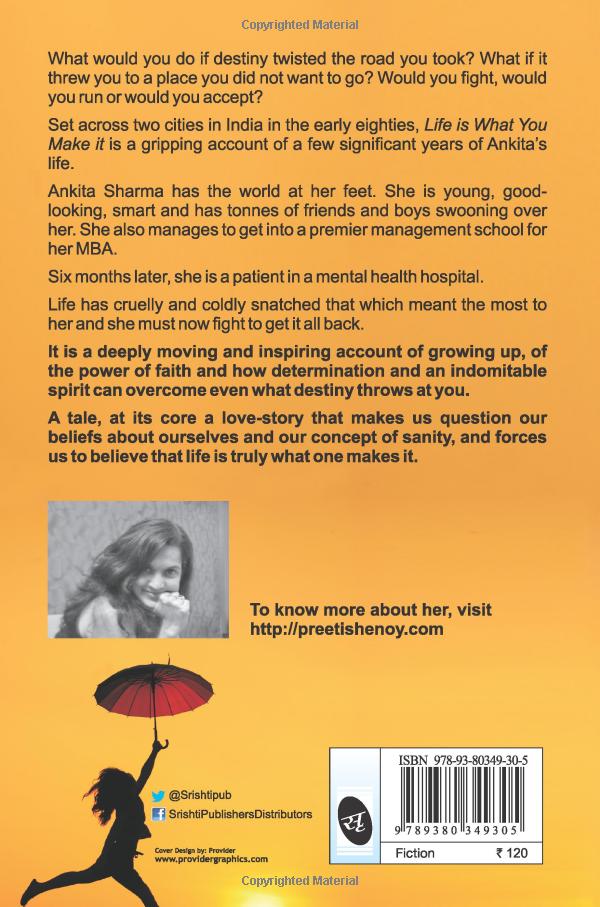 Copyrighted Material
What would you do if destiny twisted the road you took? What if it
threw you to a place you did not want to go? Would you fight, would
you run or would you accept?
Set across two cities in India in the early eighties, Life is What You
Make it is a gripping account of a few significant years of Ankita's
life.
Ankita Sharma has the world at her feet. She is young, good-
looking, smart and has tonnes of friends and boys swooning over
her. She also manages to get into a premier management school for
her MBA.
Six months later, she is a patient in a mental health hospital.
Life has cruelly and coldly snatched that which meant the most to
her and she must now fight to get it all back.
It is a deeply moving and inspiring account of growing up, of
the power of faith and how determination and an indomitable
spirit can overcome even what destiny throws at you.
A tale, at its core a love-story that makes us question our
beliefs about ourselves and our concept of sanity, and forces
us to believe that life is truly what one makes it.
To know more about her, visit
http://preetishenoy.com
@Srishtipub
SrishtiPublishersDistributors
Cover Design by: Provider
www.providergraphics.com
ISBN 978-93-80349-30-5
9 789380 349305
Fiction ₹ 120
Copyrighted Material